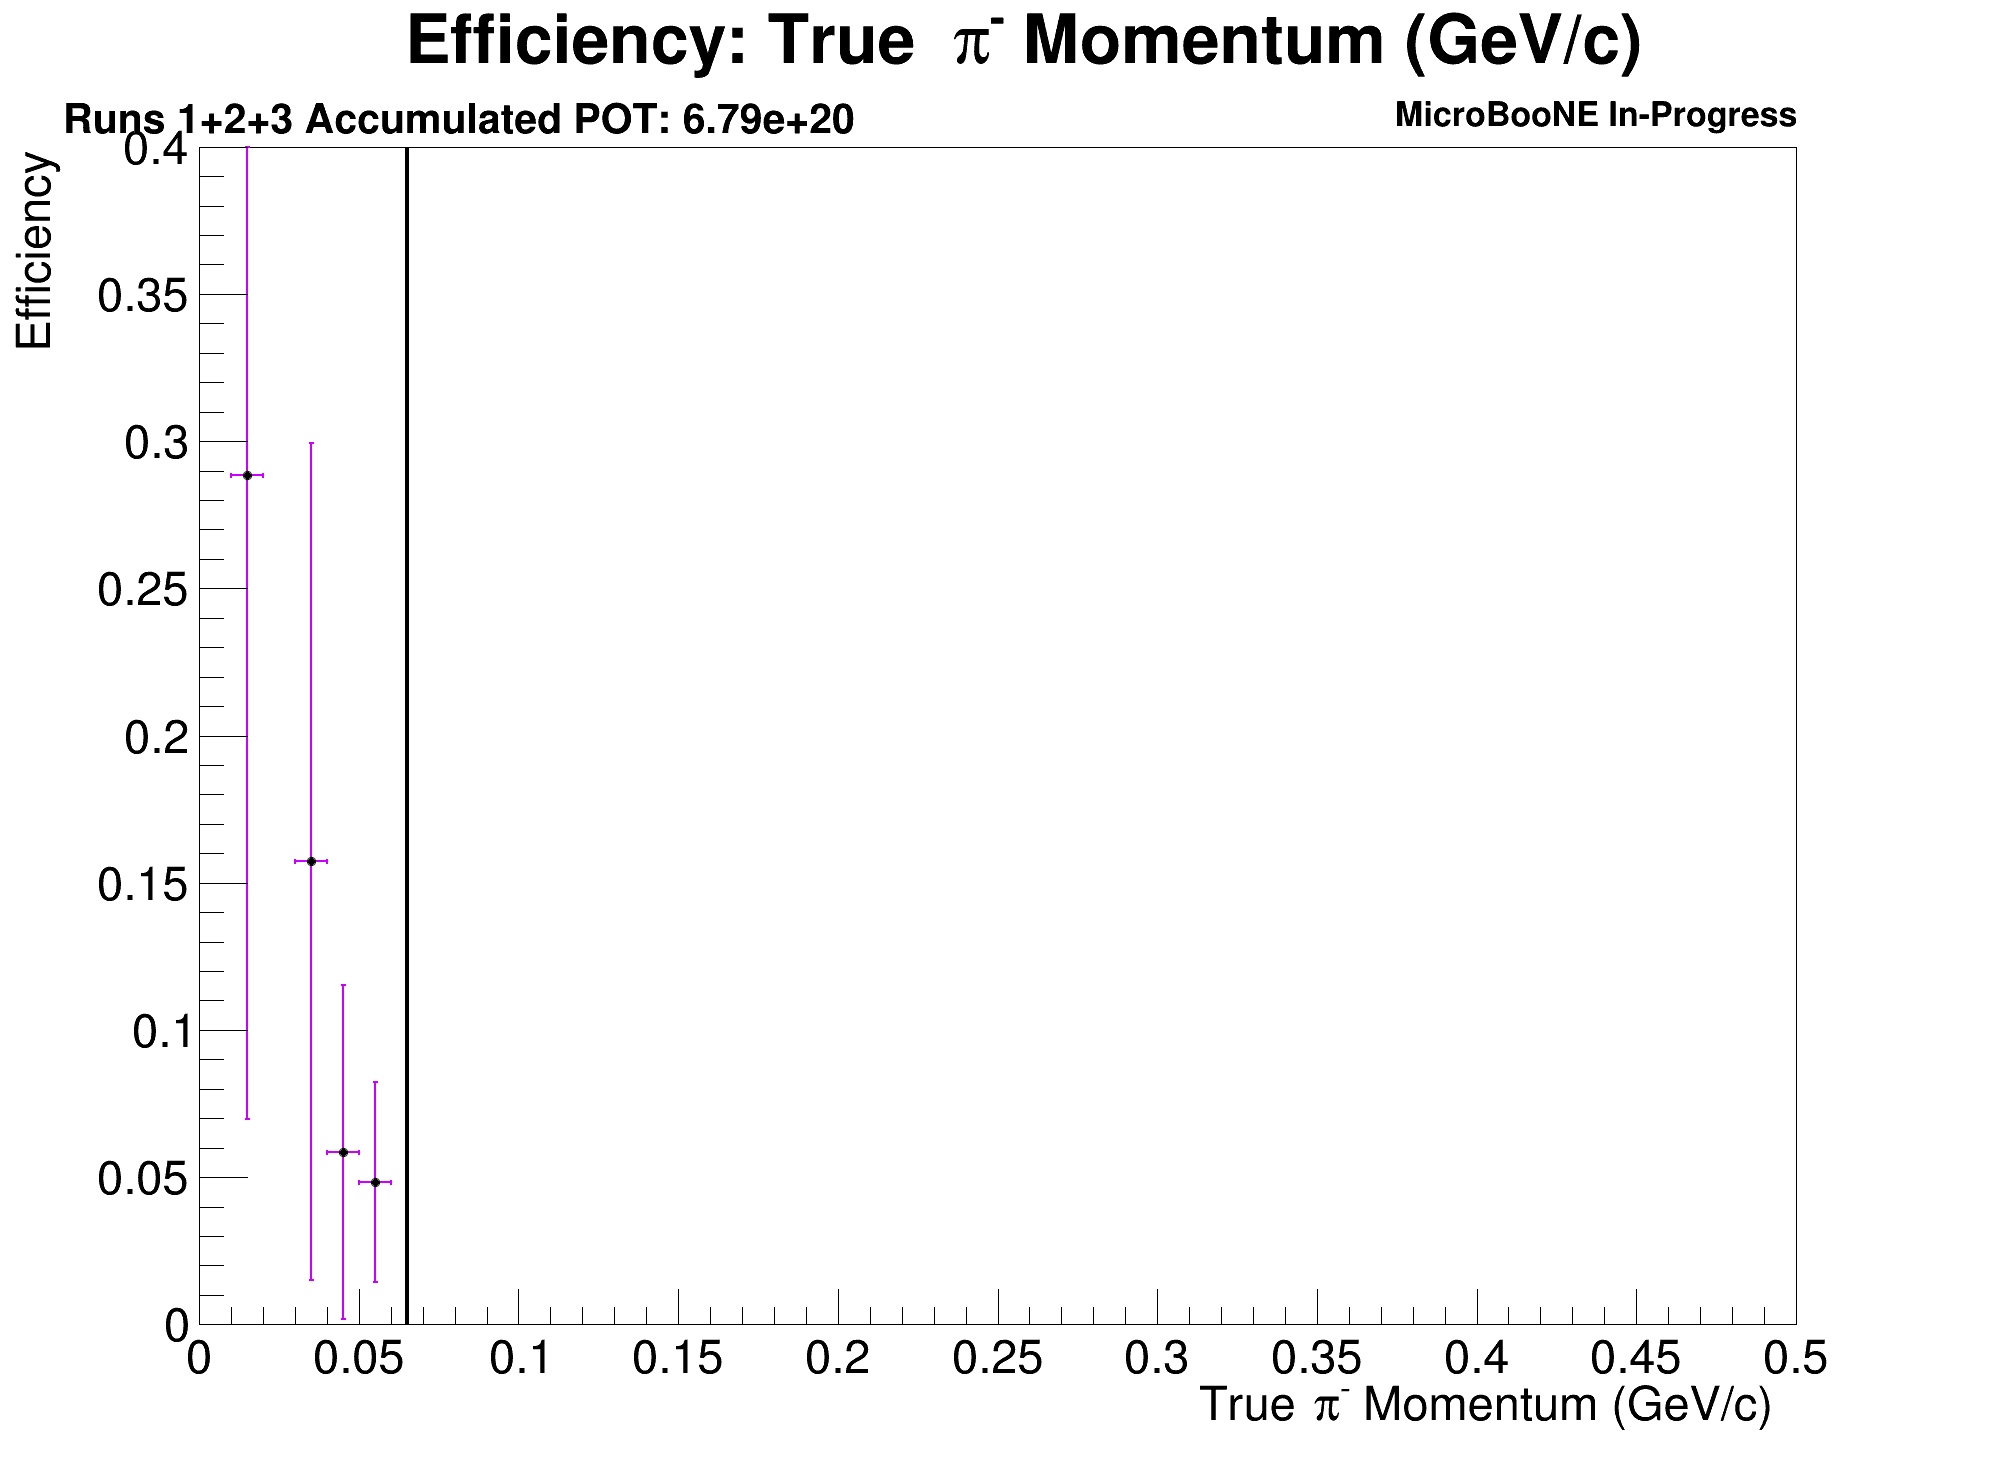 Efficiency: True π⁻ Momentum (GeV/c)
Runs 1+2+3 Accumulated POT: 6.79e+20
MicroBooNE In-Progress
Efficiency
0.4
0.35
0.3
0.25
0.2
0.15
0.1
0.05
0
0 0.05 0.1 0.15 0.2 0.25 0.3 0.35 0.4 0.45 0.5
True π⁻ Momentum (GeV/c)